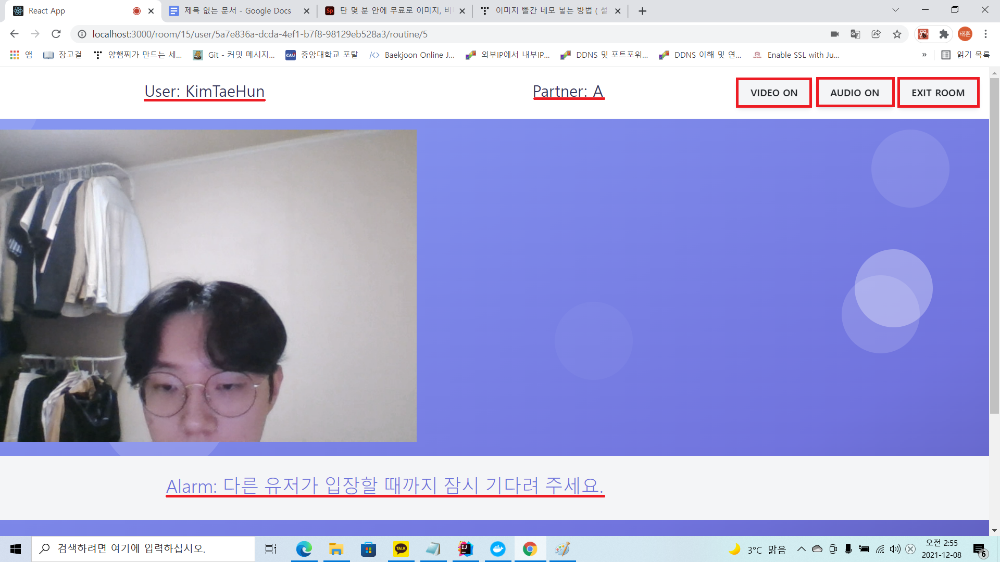 React App
제목 없는 문서 - Google Docs
Sp 단 몇 분 안에 무료로 이미지, 비
이미지 빨간 네모 넣는 방법 ( 설
localhost:3000/room/15/user/5a7e836a-dcda-4ef1-b7f8-98129eb528a3/routine/5
태훈
앱
장고걸
양햄찌가 만드는 세...
Git - 커밋 메시지...
CAU 중앙대학교 포탈
Baekjoon Online J...
외부IP에서 내부IP...
DDNS 및 포트포워...
DDNS 이해 및 연...
Enable SSL with Ju...
»
읽기 목록
User: KimTaeHun
Partner: A
VIDEO ON
AUDIO ON
EXIT ROOM
Alarm: 다른 유저가 입장할 때까지 잠시 기다려 주세요.
검색하려면 여기에 입력하십시오.
TALK
IJ
3°C 맑음
오전 2:55
2021-12-08
6